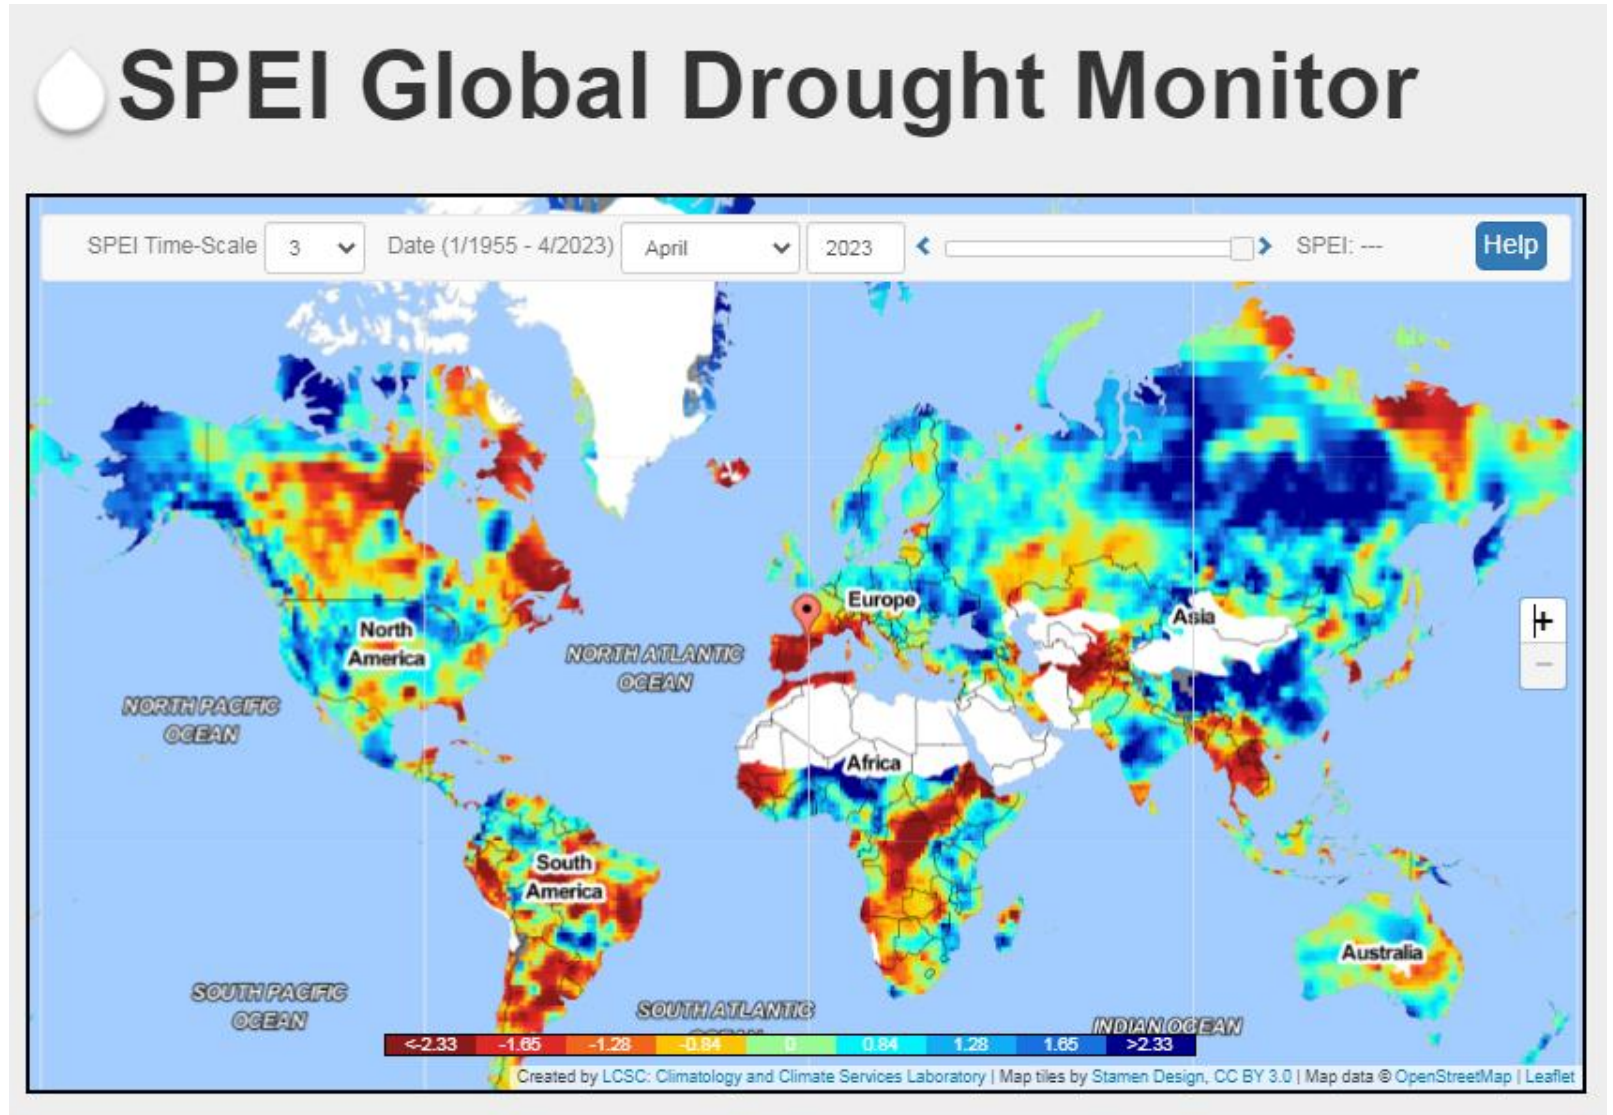 SPEI Global Drought Monitor
SPEI Time-Scale 3 Date (1/1955 - 4/2023) April 2023 SPEI: --- Help
North
America
NORTH ATLANTIC
OCEAN
Europe
Asia
+
−
NORTH PACIFIC
OCEAN
Africa
South
America
Australia
SOUTH PACIFIC
OCEAN
SOUTH ATLANTIC
OCEAN
INDIAN OCEAN
<-2.33 -1.65 -1.28 -0.84 0 0.84 1.28 1.65 >2.33
Created by LCSC: Climatology and Climate Services Laboratory | Map tiles by Stamen Design, CC BY 3.0 | Map data © OpenStreetMap | Leaflet